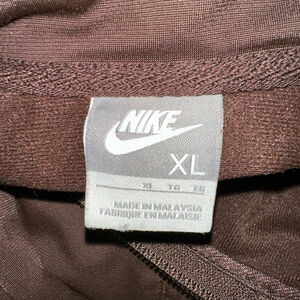 NIKE
XL
XL TG EG
MADE IN MALAYSIA
FABRIQUE EN MALAISIE